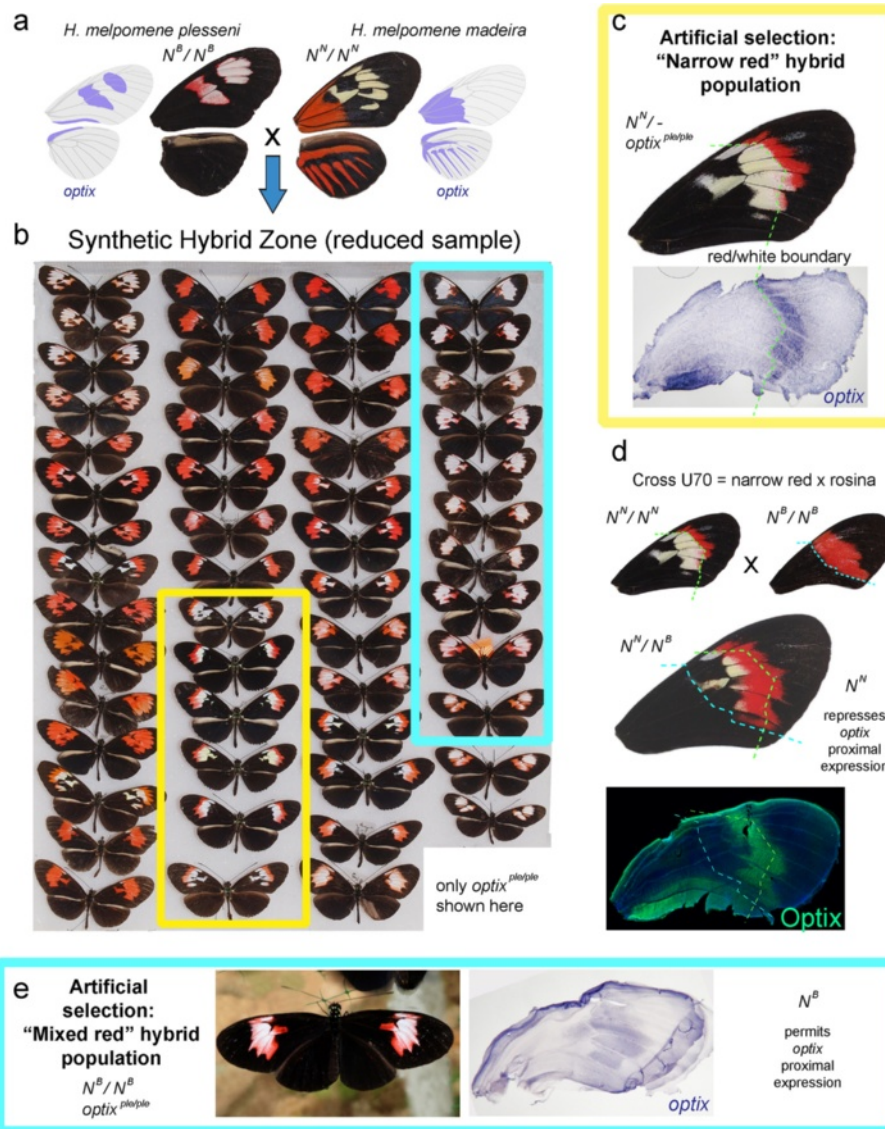 a
H. melpomene plesseni
H. melpomene madeira
N^B/N^B
N^N/N^N
x
optix
optix
b
Synthetic Hybrid Zone (reduced sample)
only optix^ple/ple
shown here
c
Artificial selection:
“Narrow red” hybrid
population
N^N/-
optix^ple/ple
red/white boundary
optix
d
Cross U70 = narrow red x rosina
N^N/N^N
N^B/N^B
x
N^N/N^B
N^N
represses
optix
proximal
expression
Optix
e
Artificial
selection:
“Mixed red” hybrid
population
N^B/N^B
optix^ple/ple
optix
N^B
permits
optix
proximal
expression